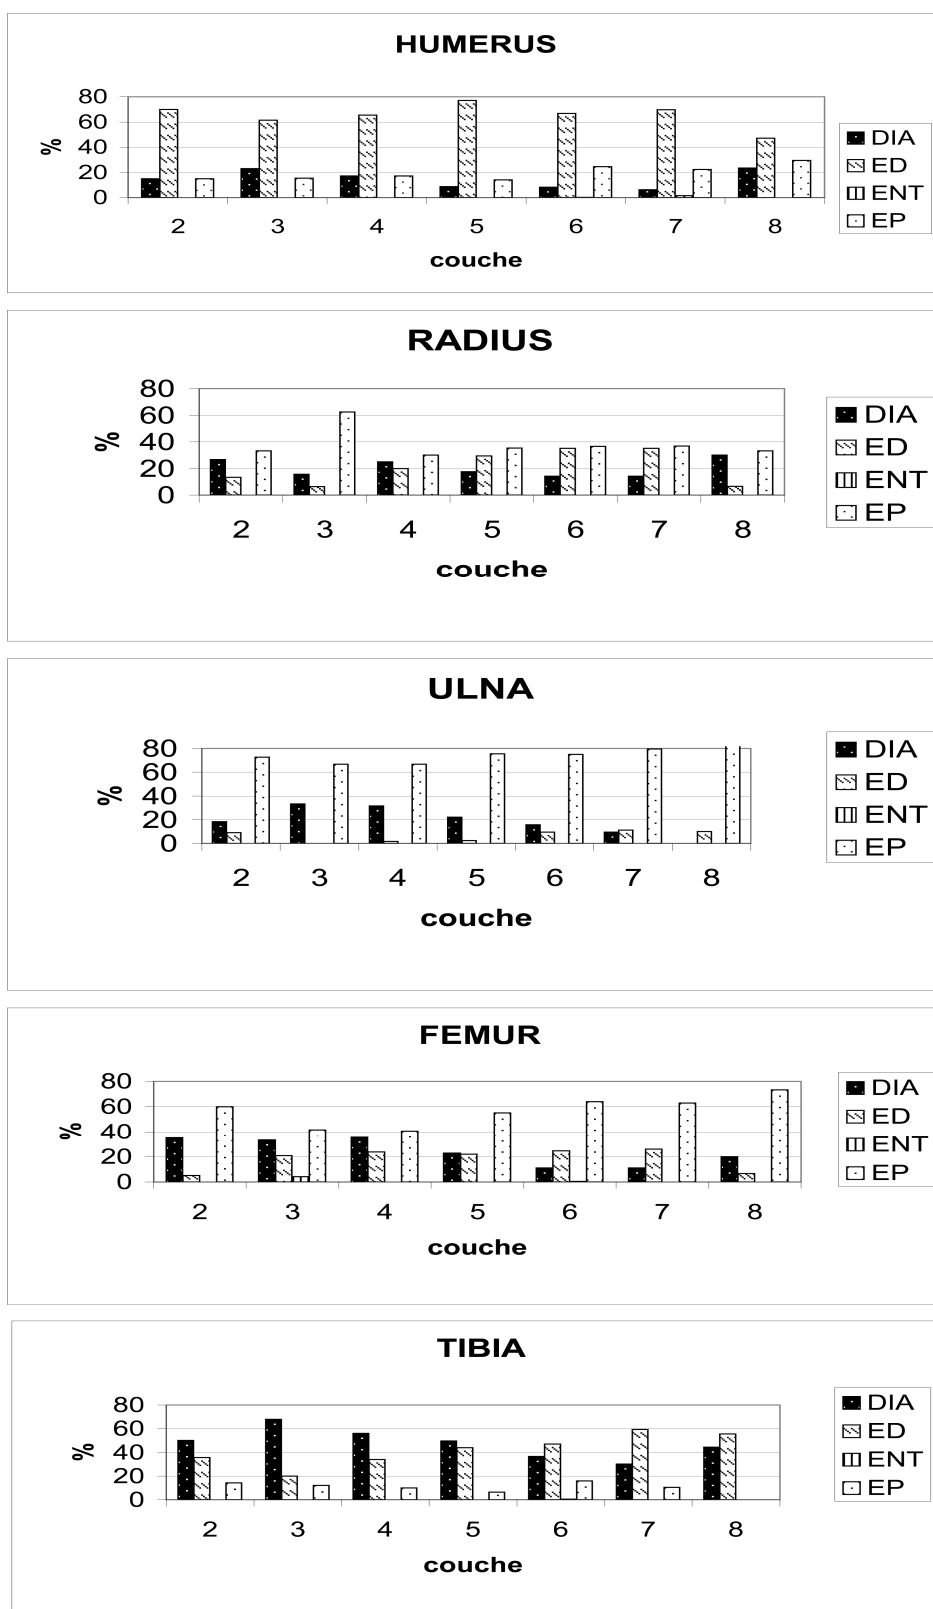 HUMERUS
80
60
40
20
0
%
2 3 4 5 6 7 8
couche
DIA
ED
ENT
EP
RADIUS
80
60
40
20
0
%
2 3 4 5 6 7 8
couche
DIA
ED
ENT
EP
ULNA
80
60
40
20
0
%
2 3 4 5 6 7 8
couche
DIA
ED
ENT
EP
FEMUR
80
60
40
20
0
%
2 3 4 5 6 7 8
couche
DIA
ED
ENT
EP
TIBIA
80
60
40
20
0
%
2 3 4 5 6 7 8
couche
DIA
ED
ENT
EP